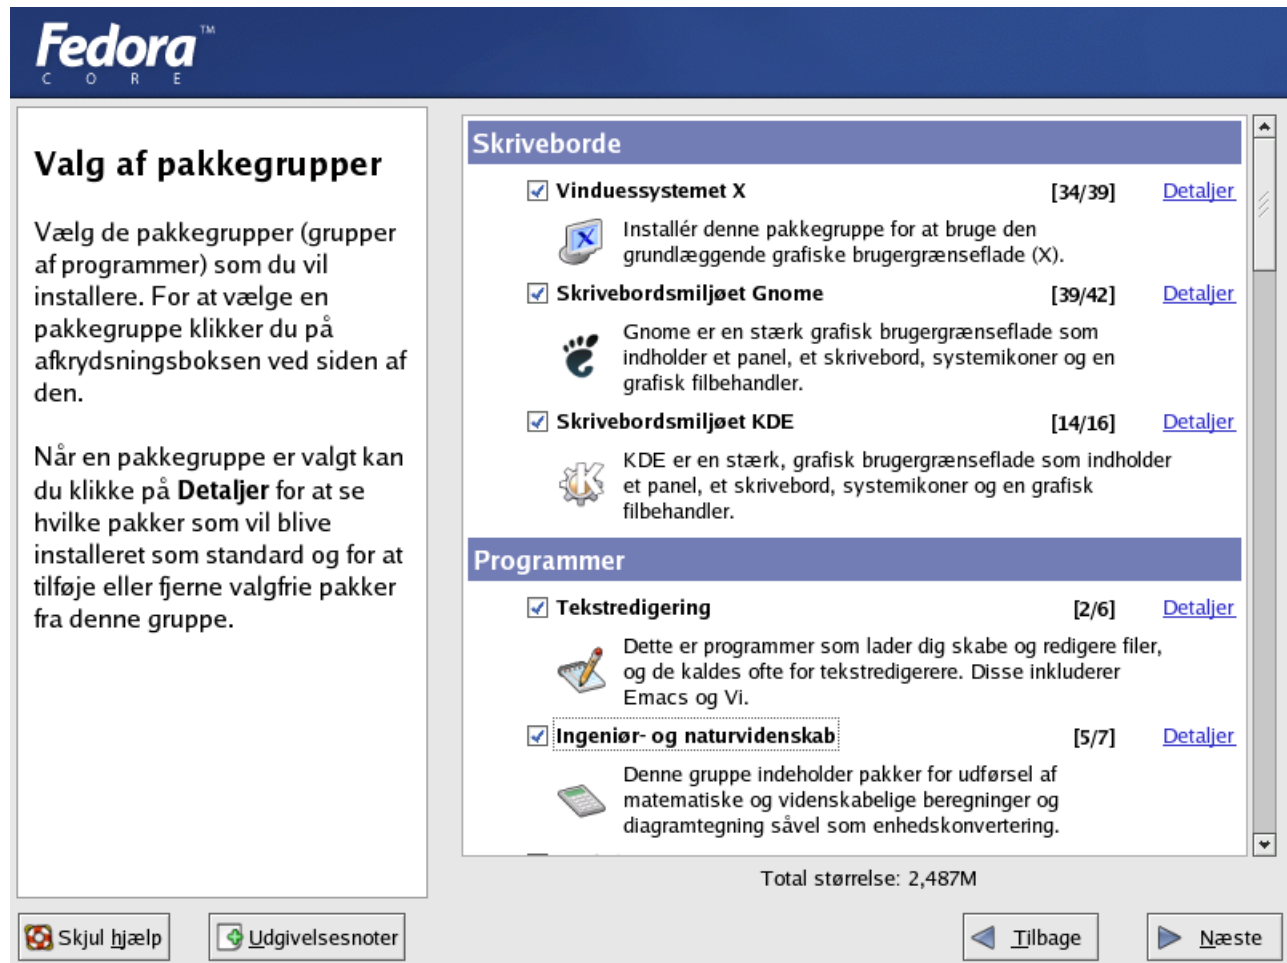 Fedora™
CORE
Valg af pakkegrupper
Vælg de pakkegrupper (grupper
af programmer) som du vil
installere. For at vælge en
pakkegruppe klikker du på
afkrydsningsboksen ved siden af
den.
Når en pakkegruppe er valgt kan
du klikke på Detaljer for at se
hvilke pakker som vil blive
installeret som standard og for at
tilføje eller fjerne valgfrie pakker
fra denne gruppe.
Skriveborde
Vinduessystemet X [34/39] Detaljer
Installér denne pakkegruppe for at bruge den
grundlæggende grafiske brugergrænseflade (X).
Skrivebordsmiljøet Gnome [39/42] Detaljer
Gnome er en stærk grafisk brugergrænseflade som
indholder et panel, et skrivebord, systemikoner og en
grafisk filbehandler.
Skrivebordsmiljøet KDE [14/16] Detaljer
KDE er en stærk, grafisk brugergrænseflade som indholder
et panel, et skrivebord, systemikoner og en grafisk
filbehandler.
Programmer
Tekstredigering [2/6] Detaljer
Dette er programmer som lader dig skabe og redigere filer,
og de kaldes ofte for tekstredigerere. Disse inkluderer
Emacs og Vi.
Ingeniør- og naturvidenskab [5/7] Detaljer
Denne gruppe indeholder pakker for udførsel af
matematiske og videnskabelige beregninger og
diagramtegning såvel som enhedskonvertering.
Total størrelse: 2,487M
Skjul hjælp Udgivelsesnoter Tilbage Næste